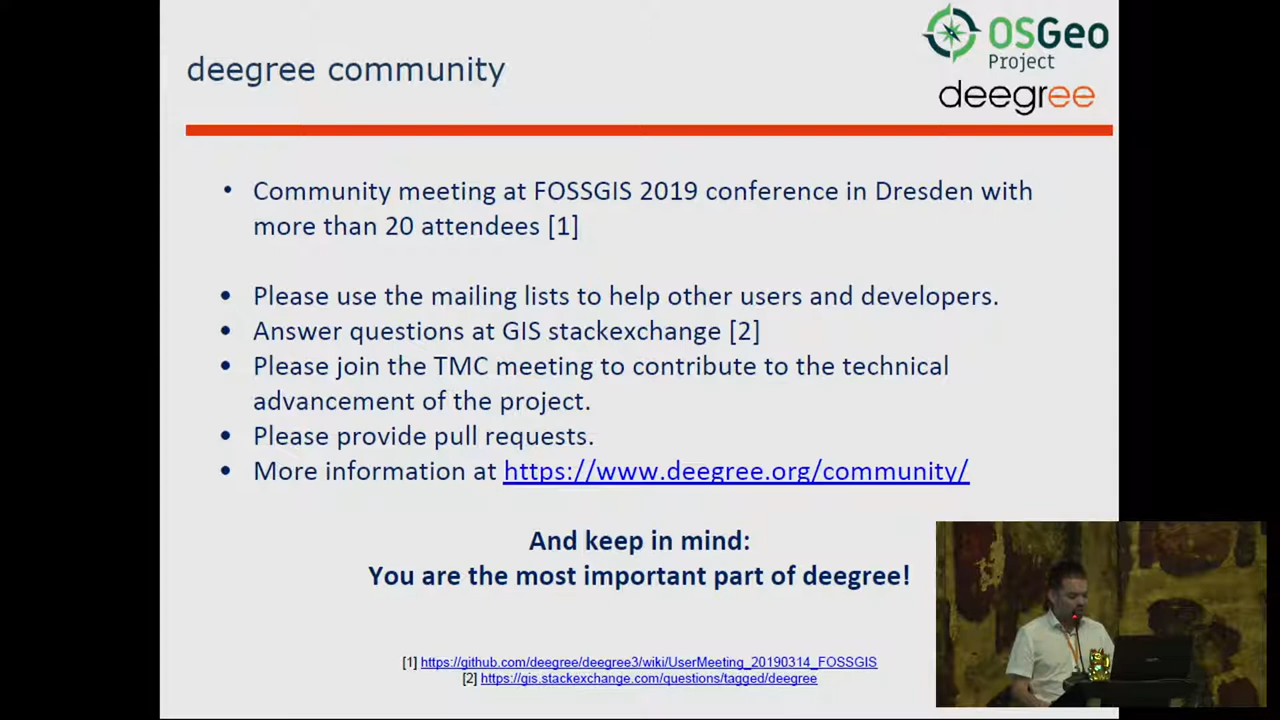 OSGeo
Project
deegree
deegree community
• Community meeting at FOSSGIS 2019 conference in Dresden with
more than 20 attendees [1]
• Please use the mailing lists to help other users and developers.
• Answer questions at GIS stackexchange [2]
• Please join the TMC meeting to contribute to the technical
advancement of the project.
• Please provide pull requests.
• More information at https://www.deegree.org/community/
And keep in mind:
You are the most important part of deegree!
[1] https://github.com/deegree/deegree3/wiki/UserMeeting_20190314_FOSSGIS
[2] https://gis.stackexchange.com/questions/tagged/deegree